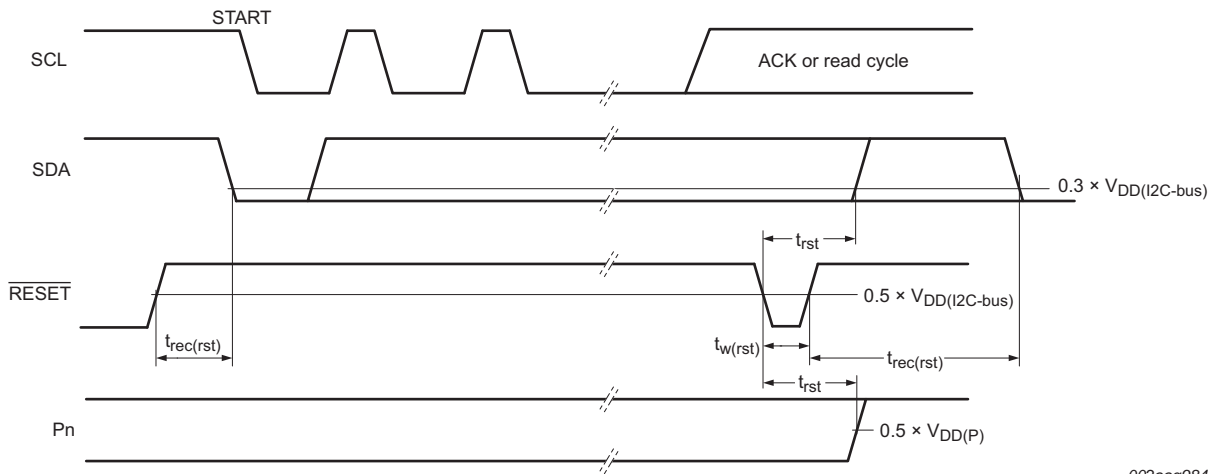 START
SCL
ACK or read cycle
SDA
0.3 × VDD(I2C-bus)
trst
RESET
0.5 × VDD(I2C-bus)
trec(rst)
tw(rst)
trec(rst)
trst
Pn
0.5 × VDD(P)